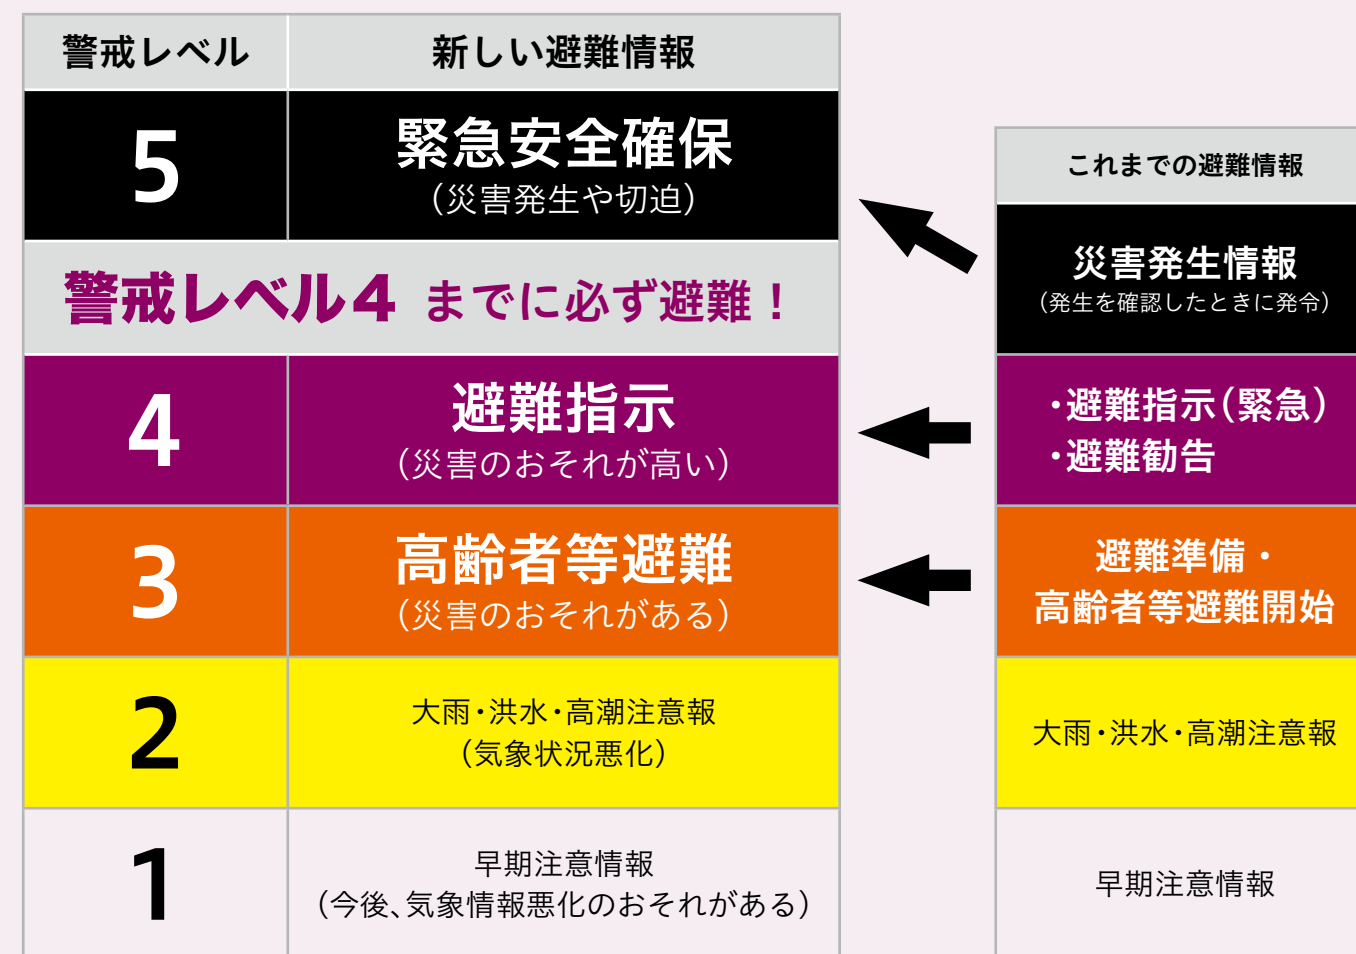 警戒レベル
新しい避難情報
5
緊急安全確保
（災害発生や切迫）
警戒レベル4 までに必ず避難！
4
避難指示
（災害のおそれが高い）
3
高齢者等避難
（災害のおそれがある）
2
大雨・洪水・高潮注意報
（気象状況悪化）
1
早期注意情報
（今後、気象情報悪化のおそれがある）
これまでの避難情報
災害発生情報
（発生を確認したときに発令）
・避難指示（緊急）
・避難勧告
避難準備・
高齢者等避難開始
大雨・洪水・高潮注意報
早期注意情報